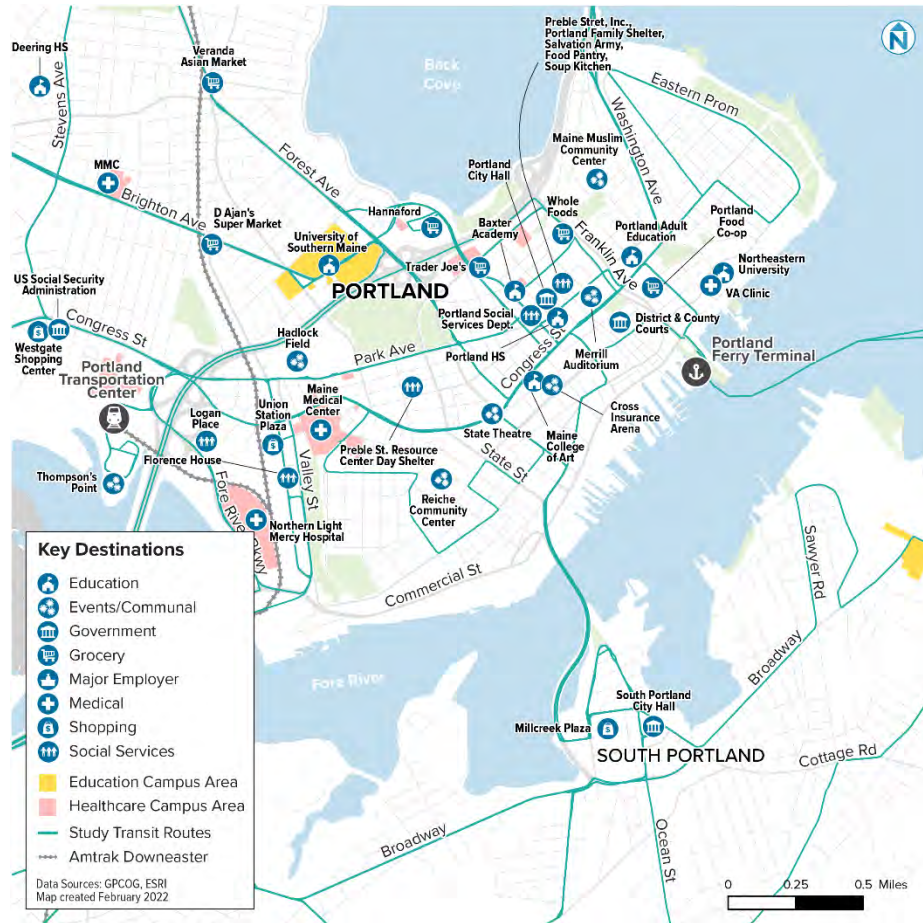 Preble Stret, Inc.,
Portland Family Shelter,
Salvation Army,
Food Pantry,
Soup Kitchen
N
Deering HS
Veranda
Asian Market
Back
Cove
Eastern Prom
Stevens Ave
Washington Ave
Maine Muslim
Community
Center
Forest Ave
MMC
Portland
City Hall
Brighton Ave
Hannaford
Whole
Foods
D Ajan's
Super Market
University of
Southern Maine
Baxter
Academy
Franklin Ave
Portland Adult
Education
Portland
Food
Co-op
Trader Joe's
Northeastern
University
VA Clinic
US Social Security
Administration
PORTLAND
Congress St
Portland Social
Services Dept.
District & County
Courts
Westgate
Shopping
Center
Hadlock
Field
Park Ave
Portland HS
Congress St
Merrill
Auditorium
Portland
Ferry Terminal
Portland
Transportation
Center
Logan
Place
Union
Station
Plaza
Maine
Medical
Center
Preble St. Resource
Center Day Shelter
State Theatre
Maine
College
of Art
Cross
Insurance
Arena
Florence House
Thompson's
Point
Valley St
State St
Reiche
Community
Center
Fore River Pkwy
Northern Light
Mercy Hospital
Commercial St
Sawyer Rd
Fore River
Broadway
South Portland
City Hall
Millcreek Plaza
SOUTH PORTLAND
Cottage Rd
Broadway
Ocean St
Key Destinations
Education
Events/Communal
Government
Grocery
Major Employer
Medical
Shopping
Social Services
Education Campus Area
Healthcare Campus Area
Study Transit Routes
Amtrak Downeaster
Data Sources: GPCOG, ESRI
Map created February 2022
0 0.25 0.5 Miles